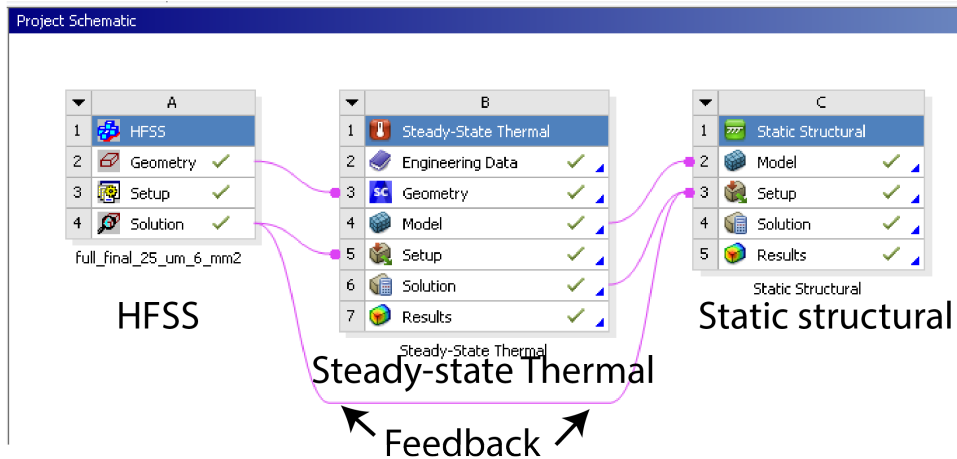 Project Schematic
A
1 HFSS
2 Geometry
3 Setup
4 Solution
full_final_25_um_6_mm2
HFSS
B
1 Steady-State Thermal
2 Engineering Data
3 Geometry
4 Model
5 Setup
6 Solution
7 Results
Steady-State Thermal
Steady-state Thermal
C
1 Static Structural
2 Model
3 Setup
4 Solution
5 Results
Static Structural
Static structural
Feedback